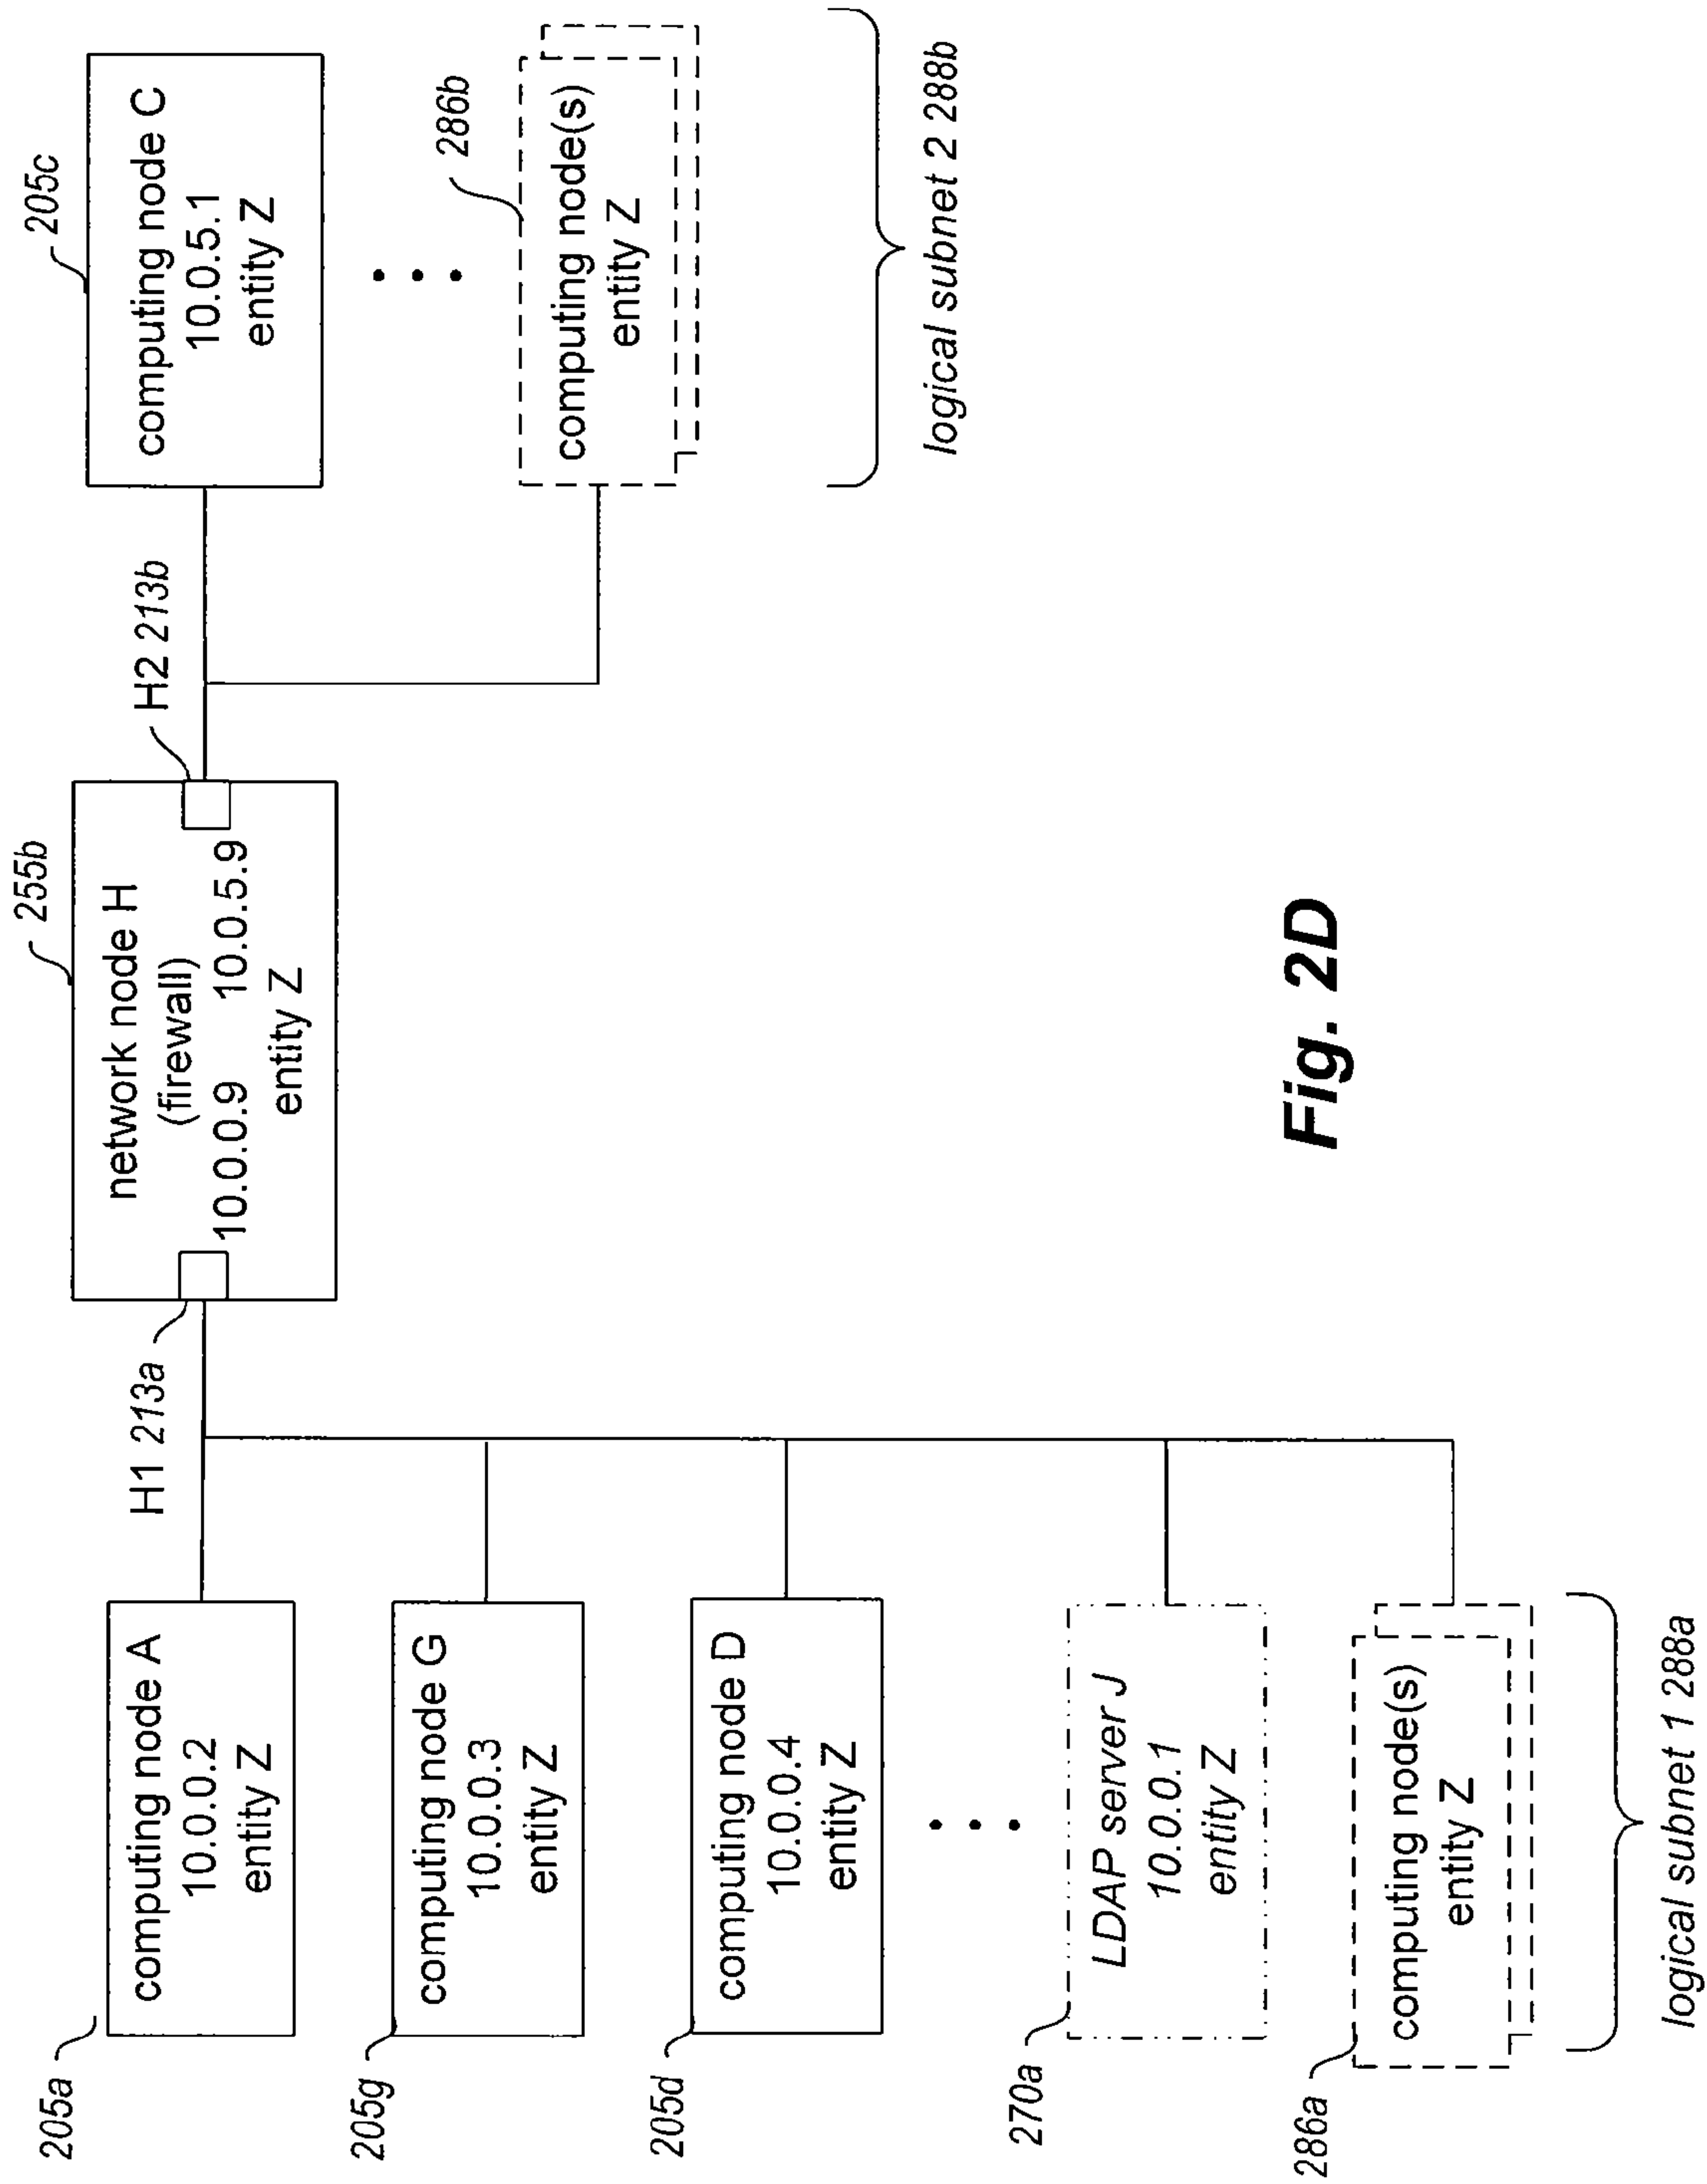 205a
computing node A
10.0.0.2
entity Z
205g
computing node G
10.0.0.3
entity Z
205d
computing node D
10.0.0.4
entity Z
270a
LDAP server J
10.0.0.1
entity Z
286a
computing node(s)
entity Z
logical subnet 1 288a
H1 213a
255b
network node H
(firewall)
10.0.0.9 10.0.5.9
entity Z
H2 213b
205c
computing node C
10.0.5.1
entity Z
286b
computing node(s)
entity Z
logical subnet 2 288b
Fig. 2D